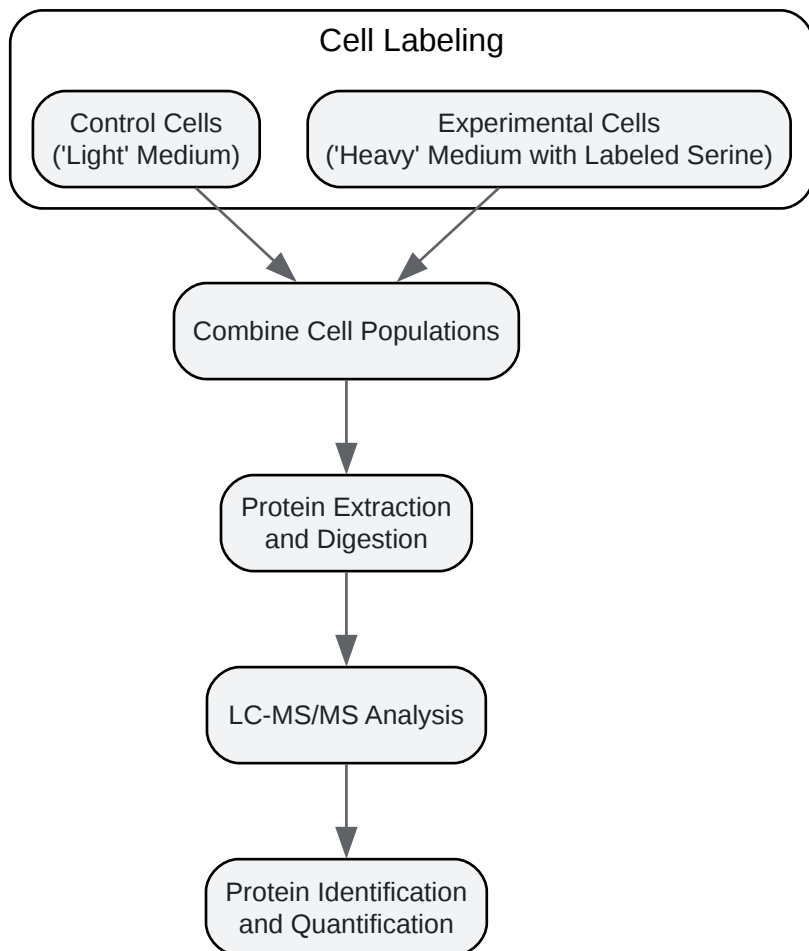 Cell Labeling
Control Cells
('Light' Medium)
Experimental Cells
('Heavy' Medium with Labeled Serine)
Combine Cell Populations
Protein Extraction
and Digestion
LC-MS/MS Analysis
Protein Identification
and Quantification